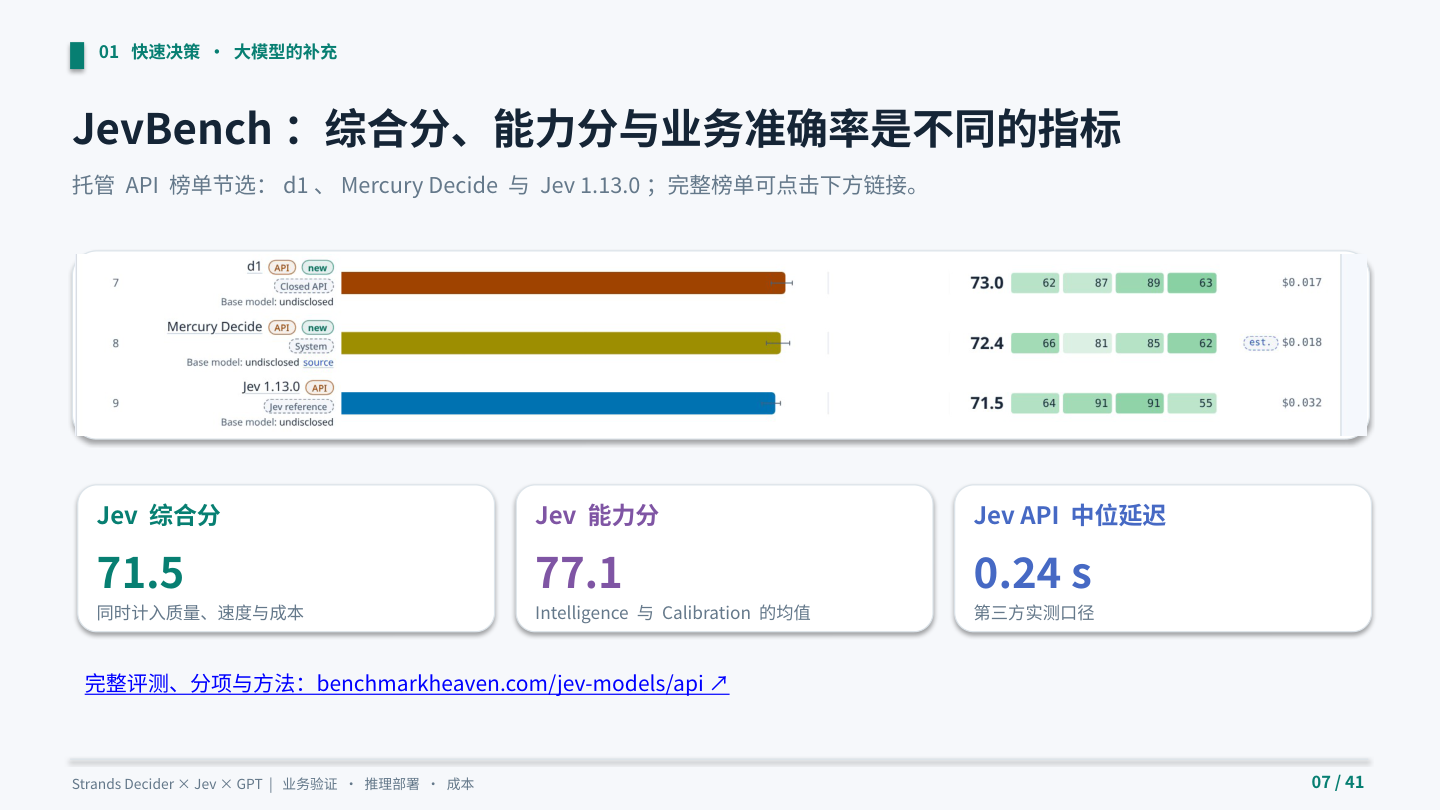 01 快速决策 · 大模型的补充
JevBench：综合分、能力分与业务准确率是不同的指标
托管 API 榜单节选：d1、Mercury Decide 与 Jev 1.13.0；完整榜单可点击下方链接。
7 d1 API new 73.0 62 87 89 63 $0.017
Closed API
Base model: undisclosed
8 Mercury Decide API new 72.4 66 81 85 62 est. $0.018
System
Base model: undisclosed source
9 Jev 1.13.0 API 71.5 64 91 91 55 $0.032
Jev reference
Base model: undisclosed
Jev 综合分
71.5
同时计入质量、速度与成本
Jev 能力分
77.1
Intelligence 与 Calibration 的均值
Jev API 中位延迟
0.24 s
第三方实测口径
完整评测、分项与方法：benchmarkheaven.com/jev-models/api ↗
Strands Decider × Jev × GPT | 业务验证 · 推理部署 · 成本
07 / 41